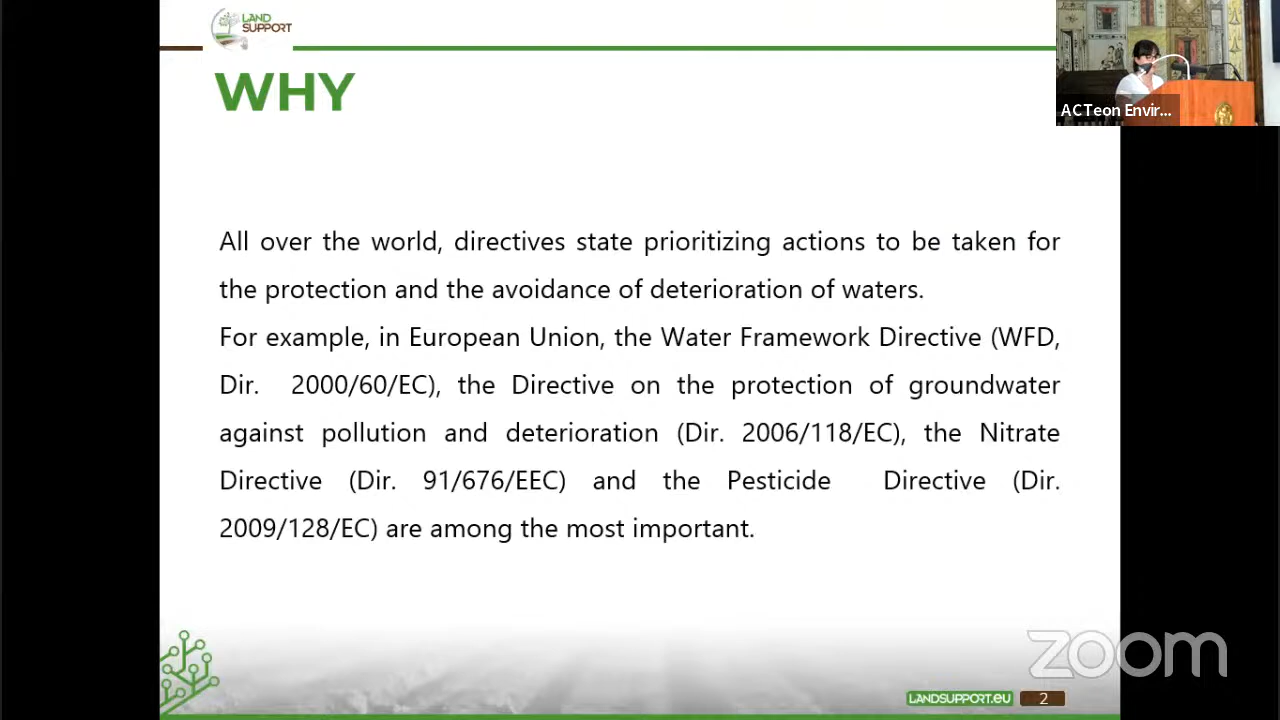 LAND
SUPPORT
WHY
ACTeon Envir...
All over the world, directives state prioritizing actions to be taken for
the protection and the avoidance of deterioration of waters.
For example, in European Union, the Water Framework Directive (WFD,
Dir. 2000/60/EC), the Directive on the protection of groundwater
against pollution and deterioration (Dir. 2006/118/EC), the Nitrate
Directive (Dir. 91/676/EEC) and the Pesticide Directive (Dir.
2009/128/EC) are among the most important.
zoom
LANDSUPPORT.eu 2